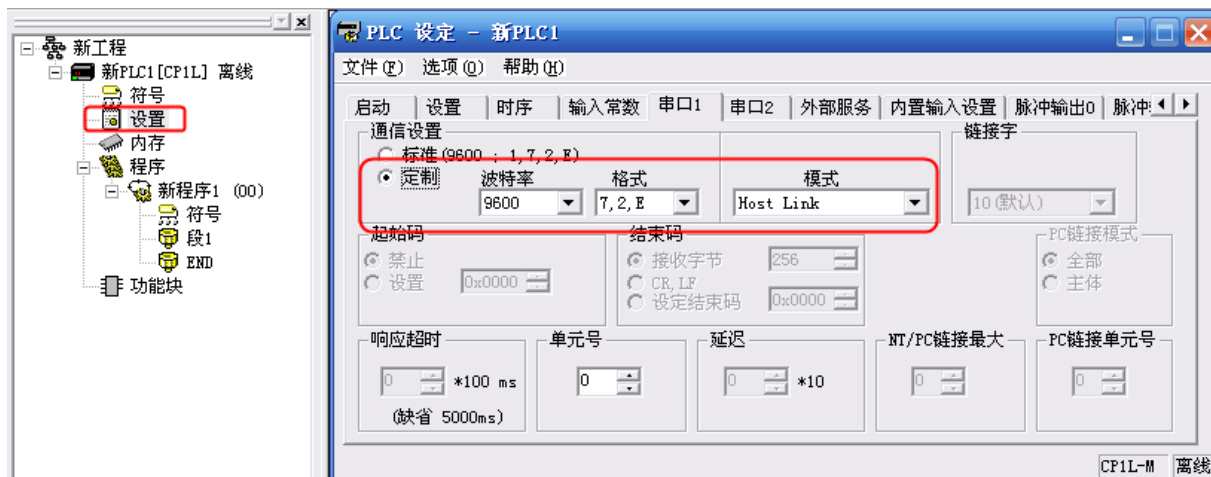 新工程
新PLC1[CP1L] 离线
符号
设置
内存
程序
新程序1 (00)
符号
段1
END
功能块
PLC 设定 - 新PLC1
文件(F) 选项(O) 帮助(H)
启动 设置 时序 输入常数 串口1 串口2 外部服务 内置输入设置 脉冲输出0 脉冲
通信设置 链接字
标准(9600 ; 1,7,2,E)
定制 波特率 格式 模式
9600 7,2,E Host Link 10(默认)
起始码 结束码 PC链接模式
禁止 接收字节 256 全部
设置 0x0000 CR,LF 主体
设定结束码 0x0000
响应超时 单元号 延迟 NT/PC链接最大 PC链接单元号
0 *100 ms 0 0 *10 0 0
(缺省 5000ms)
CP1L-M 离线